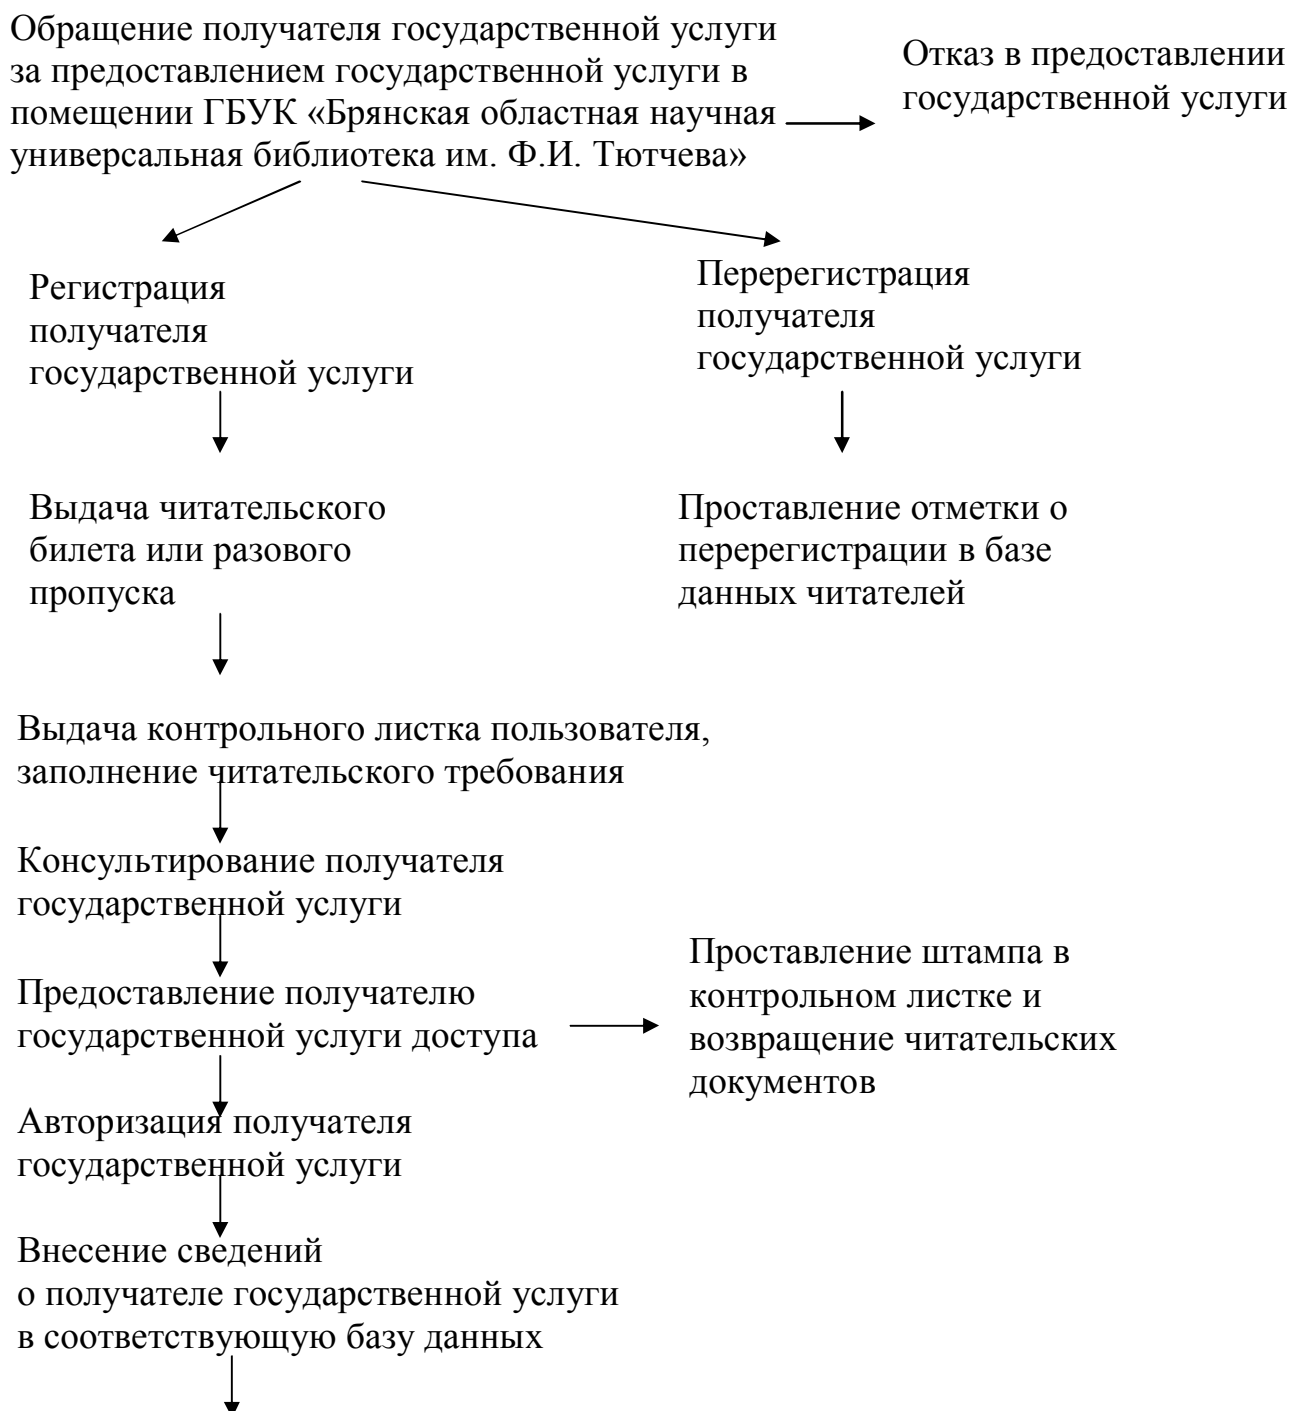 Обращение получателя государственной услуги
за предоставлением государственной услуги в
помещении ГБУК «Брянская областная научная
универсальная библиотека им. Ф.И. Тютчева»
Отказ в предоставлении
государственной услуги
Регистрация
получателя
государственной услуги
Перерегистрация
получателя
государственной услуги
Выдача читательского
билета или разового
пропуска
Проставление отметки о
перерегистрации в базе
данных читателей
Выдача контрольного листка пользователя,
заполнение читательского требования
Консультирование получателя
государственной услуги
Предоставление получателю
государственной услуги доступа
Проставление штампа в
контрольном листке и
возвращение читательских
документов
Авторизация получателя
государственной услуги
Внесение сведений
о получателе государственной услуги
в соответствующую базу данных